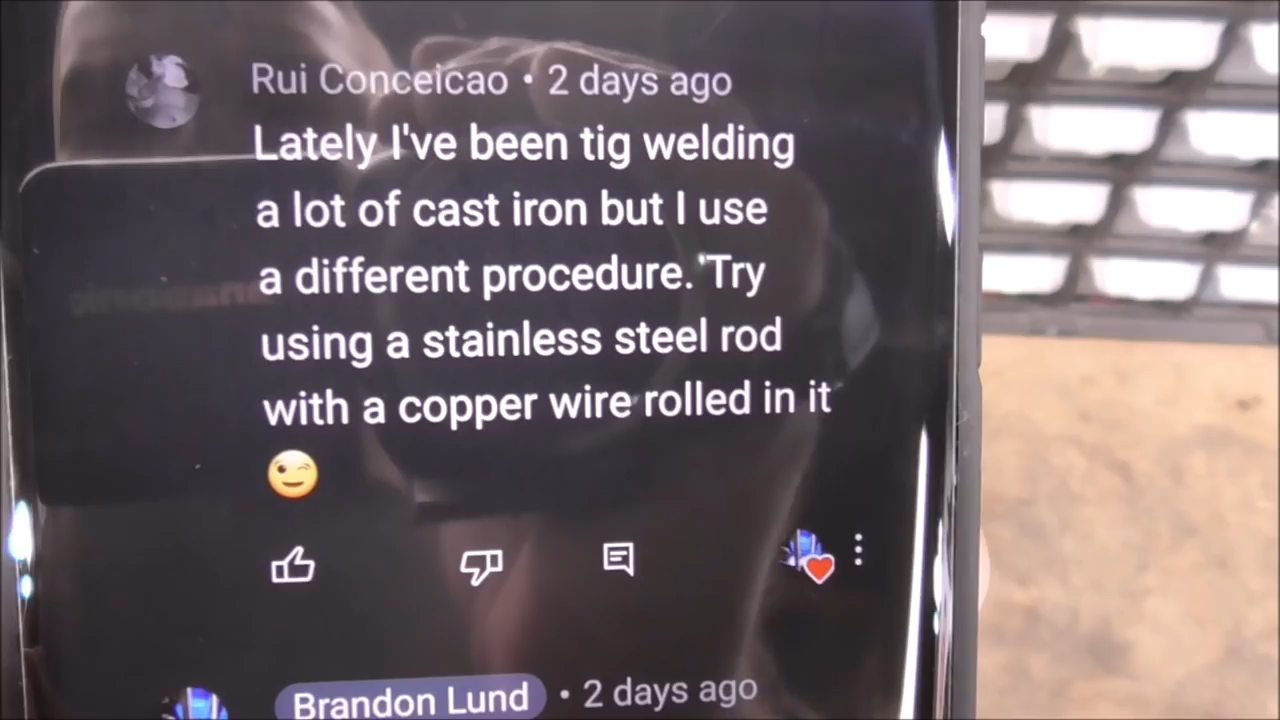 Rui Conceicao • 2 days ago
Lately I've been tig welding
a lot of cast iron but I use
a different procedure. Try
using a stainless steel rod
with a copper wire rolled in it
😉
Brandon Lund • 2 days ago